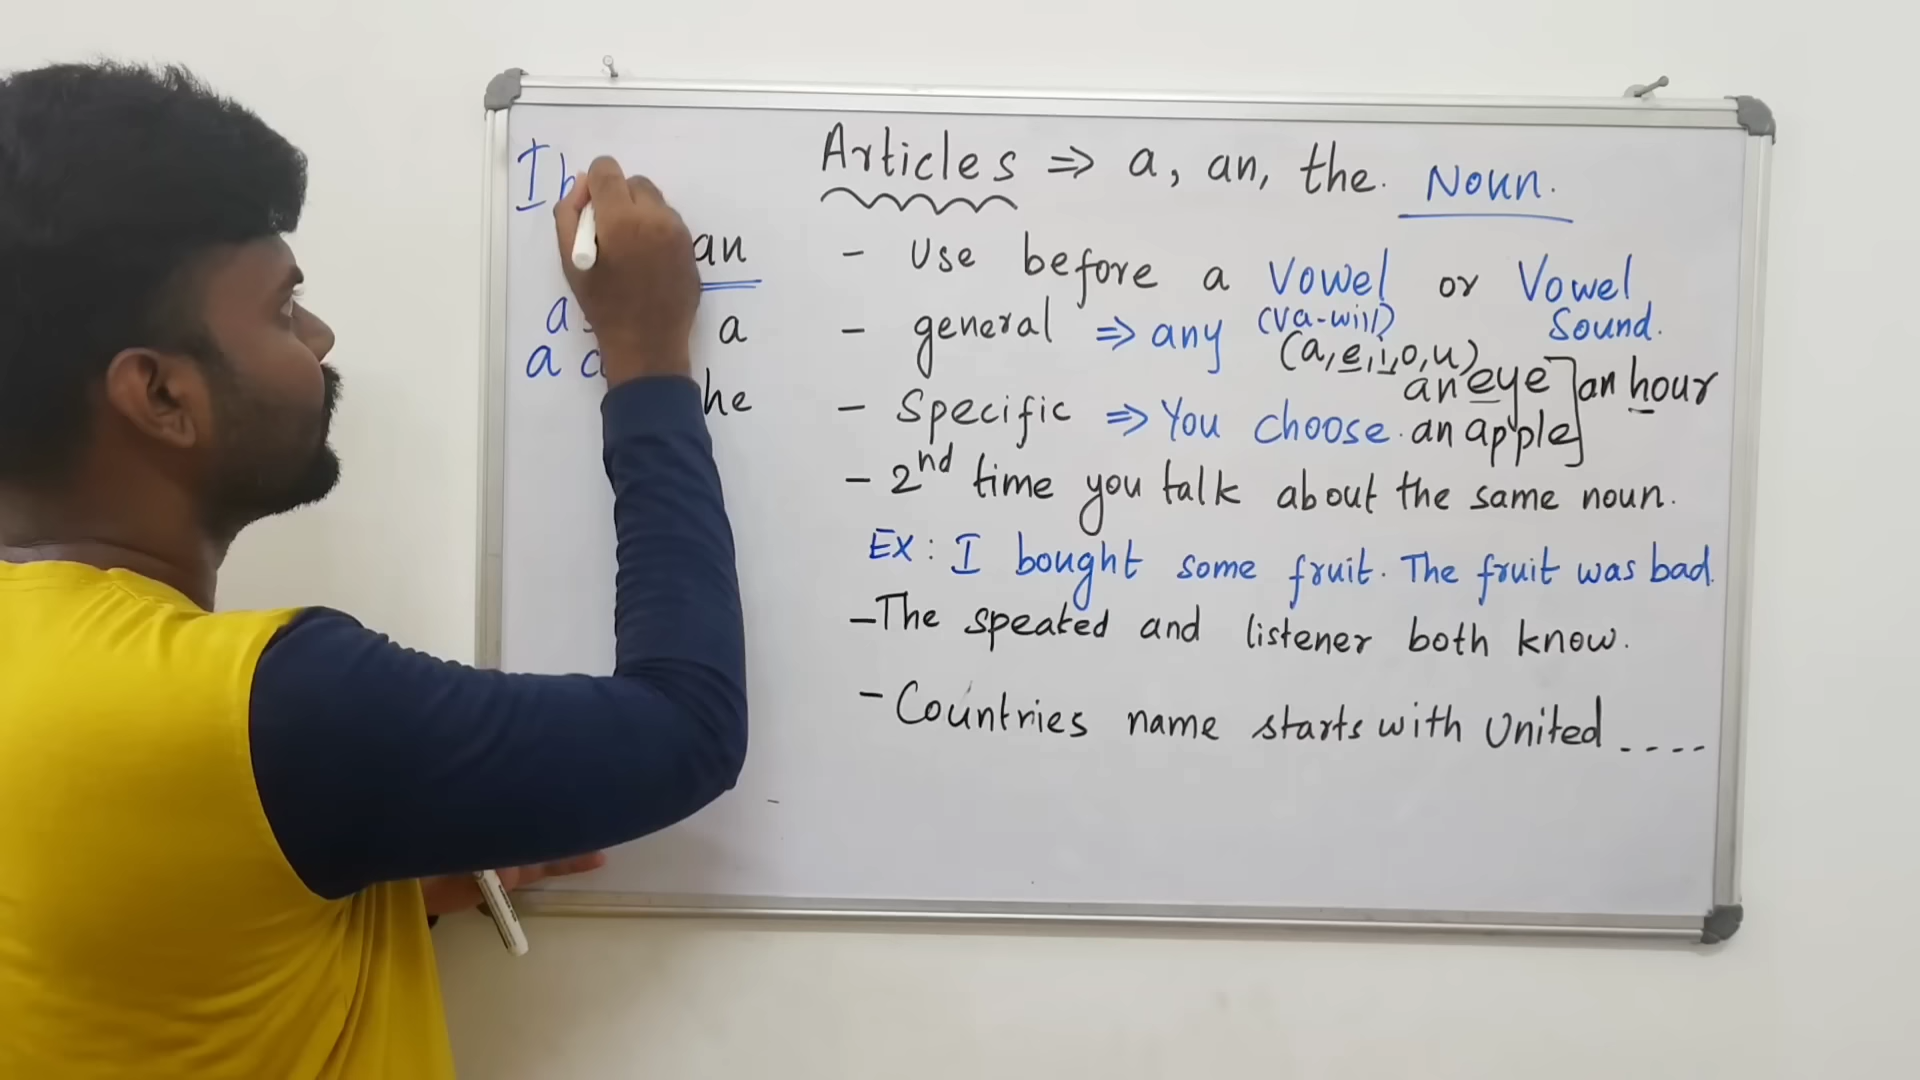 Articles ⇒ a, an, the. Noun.
I
an - Use before a Vowel or Vowel Sound.
(va-wil)
a - general ⇒ any
(a, e, i, o, u)
an eye
an apple
an hour
a
a
he - Specific ⇒ You choose.
- 2nd time you talk about the same noun.
Ex: I bought some fruit. The fruit was bad.
- The speated and listener both know.
- Countries name starts with United ----